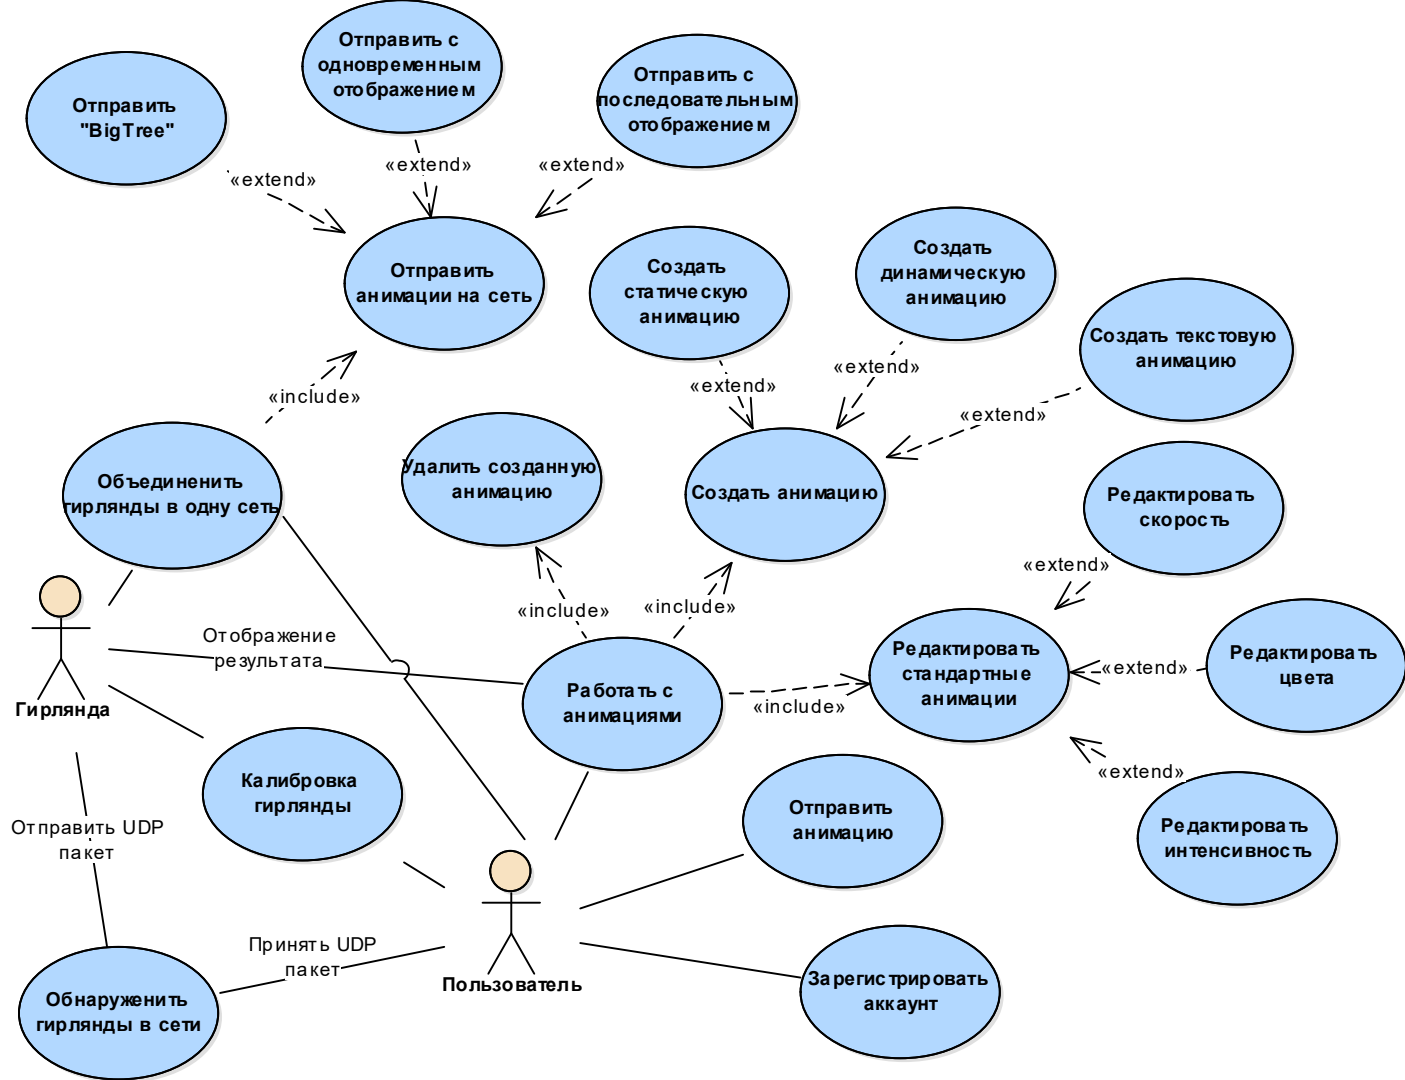 Отправить с
одновременным
отображением
Отправить с
последовательным
отображением
Отправить
"BigTree"
«extend»
«extend»
«extend»
Отправить
анимации на сеть
Создать
статическую
анимацию
Создать
динамическую
анимацию
Создать текстовую
анимацию
«extend»
«extend»
«extend»
«include»
Объединенить
гирлянды в одну сеть
Удалить созданную
анимацию
Создать анимацию
Редактировать
скорость
«extend»
«include»
«include»
Отображение
результата
Гирлянда
Работать с
анимациями
«include»
Редактировать
стандартные
анимации
«extend»
Редактировать
цвета
«extend»
Калибровка
гирлянды
Отправить
анимацию
Редактировать
интенсивность
Отправить UDP
пакет
Принять UDP
пакет
Пользователь
Зарегистрировать
аккаунт
Обнаруженить
гирлянды в сети